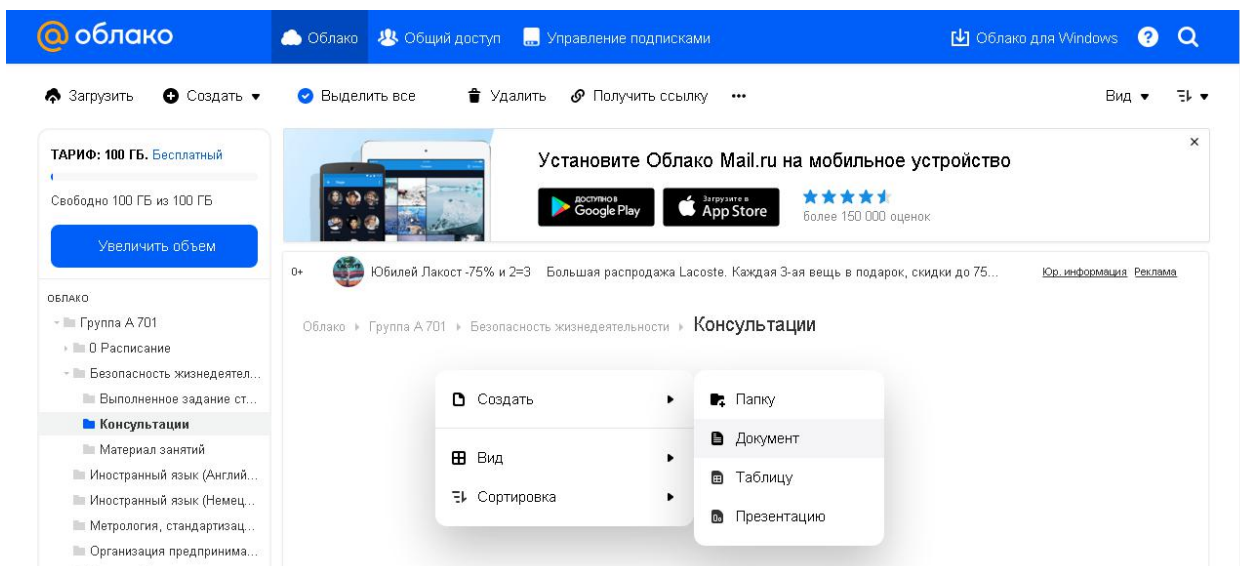 облако
Облако
Общий доступ
Управление подписками
Облако для Windows
?
Загрузить
Создать
Выделить все
Удалить
Получить ссылку
•••
Вид
ТАРИФ: 100 ГБ. Бесплатный
Свободно 100 ГБ из 100 ГБ
Увеличить объем
Установите Облако Mail.ru на мобильное устройство
ДОСТУПНО В
Google Play
Загрузите в
App Store
более 150 000 оценок
0+
Юбилей Лакост -75% и 2=3 Большая распродажа Lacoste. Каждая 3-ая вещь в подарок, скидки до 75...
Юр. информация Реклама
ОБЛАКО
Группа А 701
0 Расписание
Безопасность жизнедеятел...
Выполненное задание ст...
Консультации
Материал занятий
Иностранный язык (Англий...
Иностранный язык (Немец...
Метрология, стандартизац...
Организация предпринима...
Облако Группа А 701 Безопасность жизнедеятельности Консультации
Создать
Вид
Сортировка
Папку
Документ
Таблицу
Презентацию